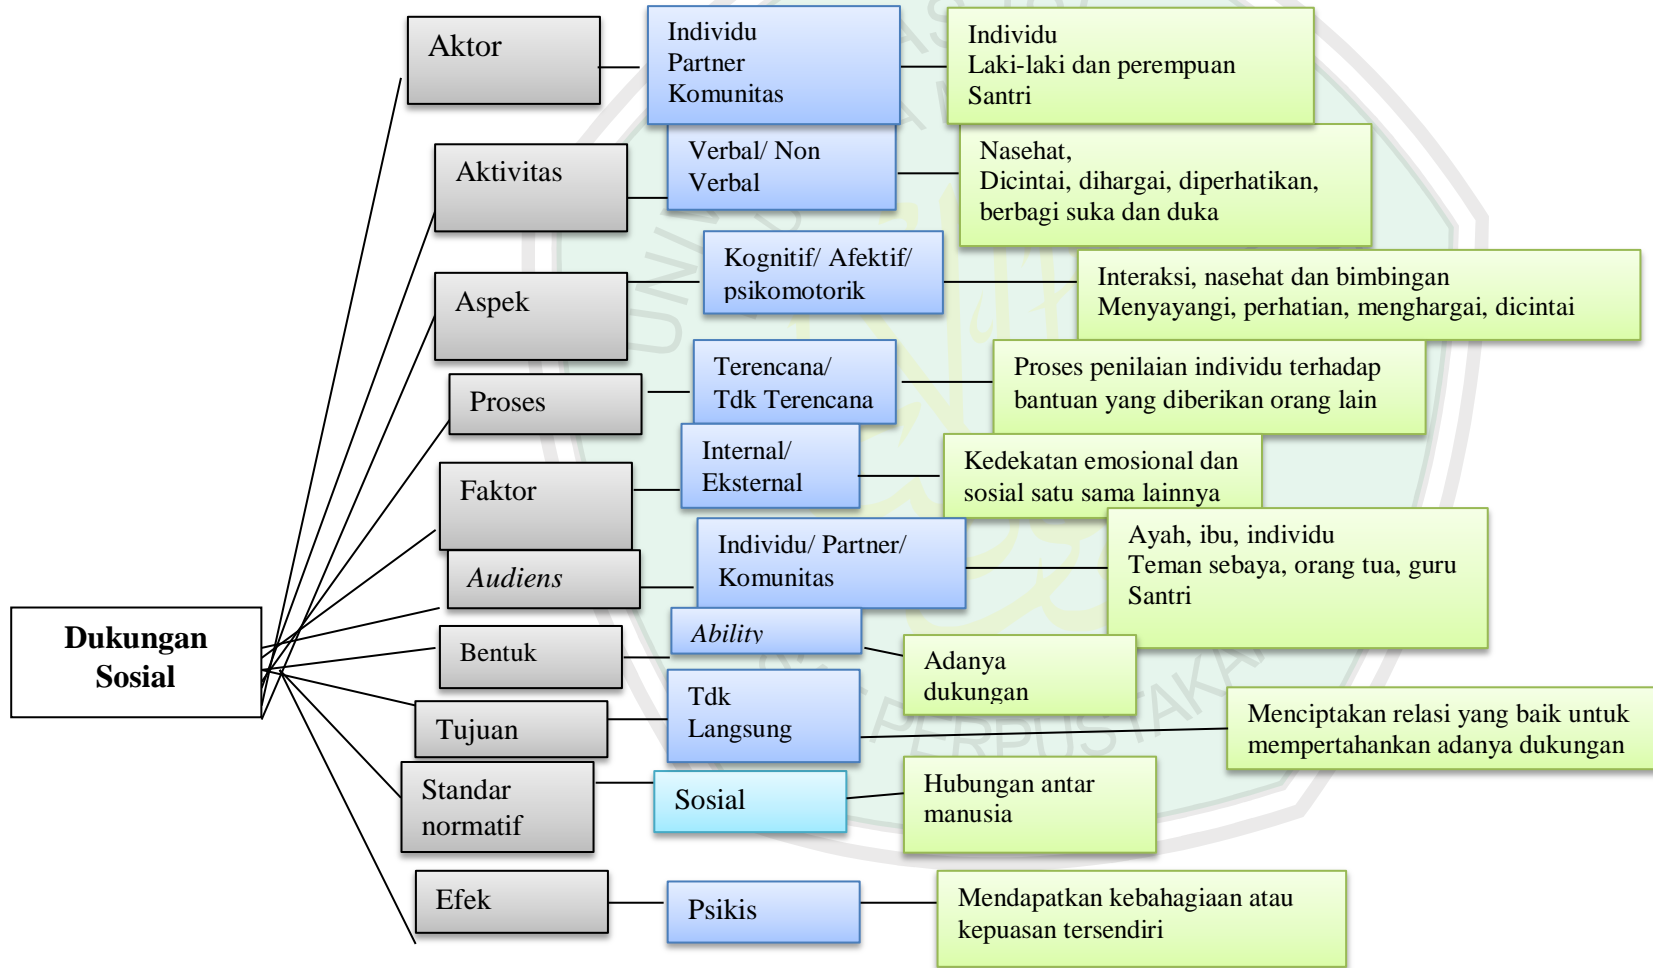 Aktor
Individu
Partner
Komunitas
Individu
Laki-laki dan perempuan
Santri
Aktivitas
Verbal/ Non
Verbal
Nasehat,
Dicintai, dihargai, diperhatikan,
berbagi suka dan duka
Aspek
Kognitif/ Afektif/
psikomotorik
Interaksi, nasehat dan bimbingan
Menyayangi, perhatian, menghargai, dicintai
Proses
Terencana/
Tdk Terencana
Proses penilaian individu terhadap
bantuan yang diberikan orang lain
Faktor
Internal/
Eksternal
Kedekatan emosional dan
sosial satu sama lainnya
Audiens
Individu/ Partner/
Komunitas
Ayah, ibu, individu
Teman sebaya, orang tua, guru
Santri
Dukungan
Sosial
Bentuk
Ability
Adanya
dukungan
Tujuan
Tdk
Langsung
Menciptakan relasi yang baik untuk
mempertahankan adanya dukungan
Standar
normatif
Sosial
Hubungan antar
manusia
Efek
Psikis
Mendapatkan kebahagiaan atau
kepuasan tersendiri